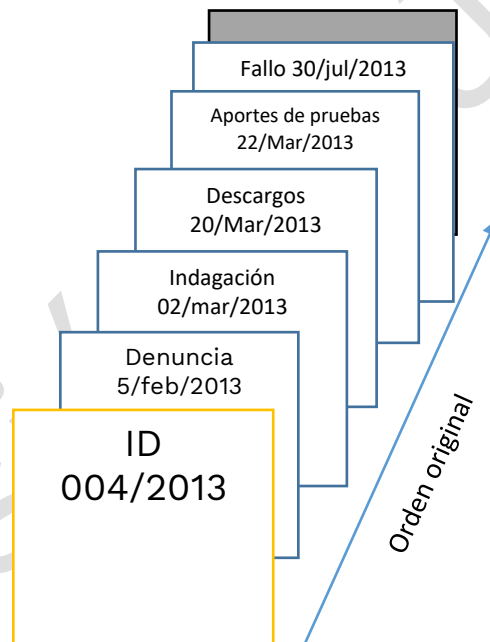 Fallo 30/jul/2013
Aportes de pruebas
22/Mar/2013
Descargos
20/Mar/2013
Indagación
02/mar/2013
Denuncia
5/feb/2013
ID
004/2013
Orden original